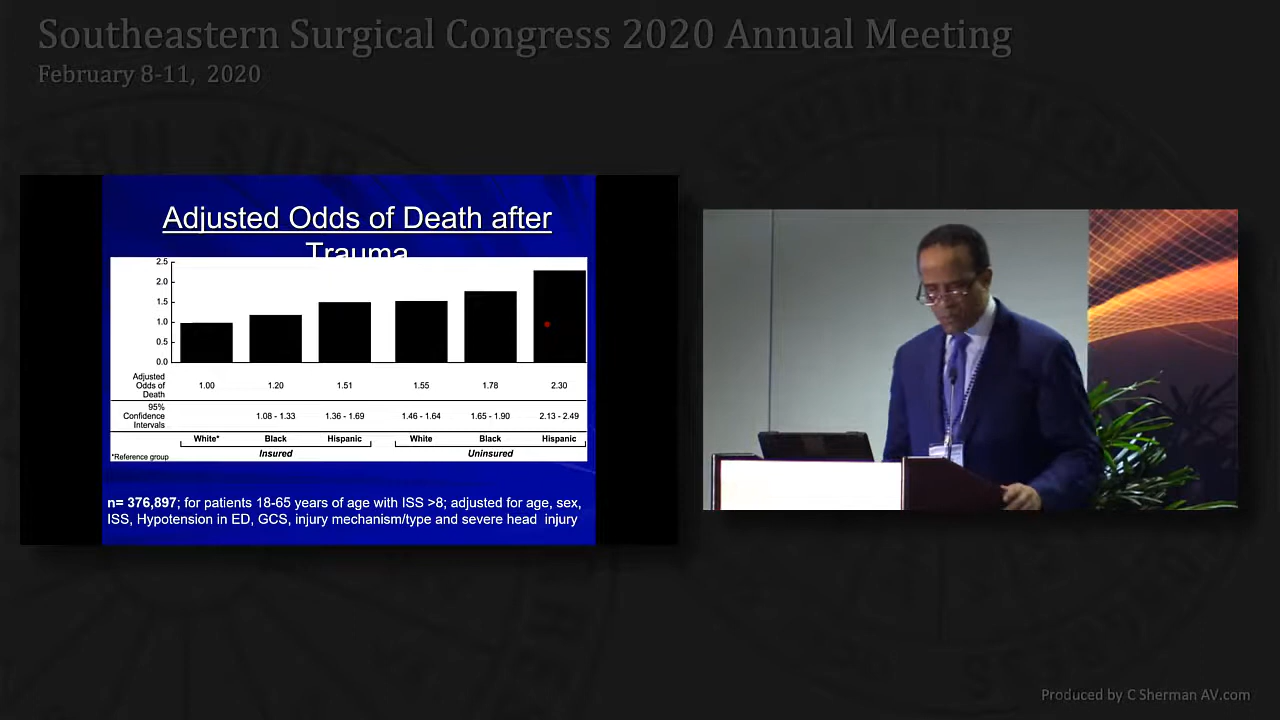 Southeastern Surgical Congress 2020 Annual Meeting
February 8-11, 2020
Adjusted Odds of Death after
Trauma
2.5
2.0
1.5
1.0
0.5
0.0
Adjusted
Odds of
Death
1.00 1.20 1.51 1.55 1.78 2.30
95%
Confidence
Intervals
1.08 - 1.33 1.36 - 1.69 1.46 - 1.64 1.65 - 1.90 2.13 - 2.49
White* Black Hispanic White Black Hispanic
Insured Uninsured
*Reference group
n= 376,897; for patients 18-65 years of age with ISS >8; adjusted for age, sex,
ISS, Hypotension in ED, GCS, injury mechanism/type and severe head injury
Produced by C Sherman AV.com